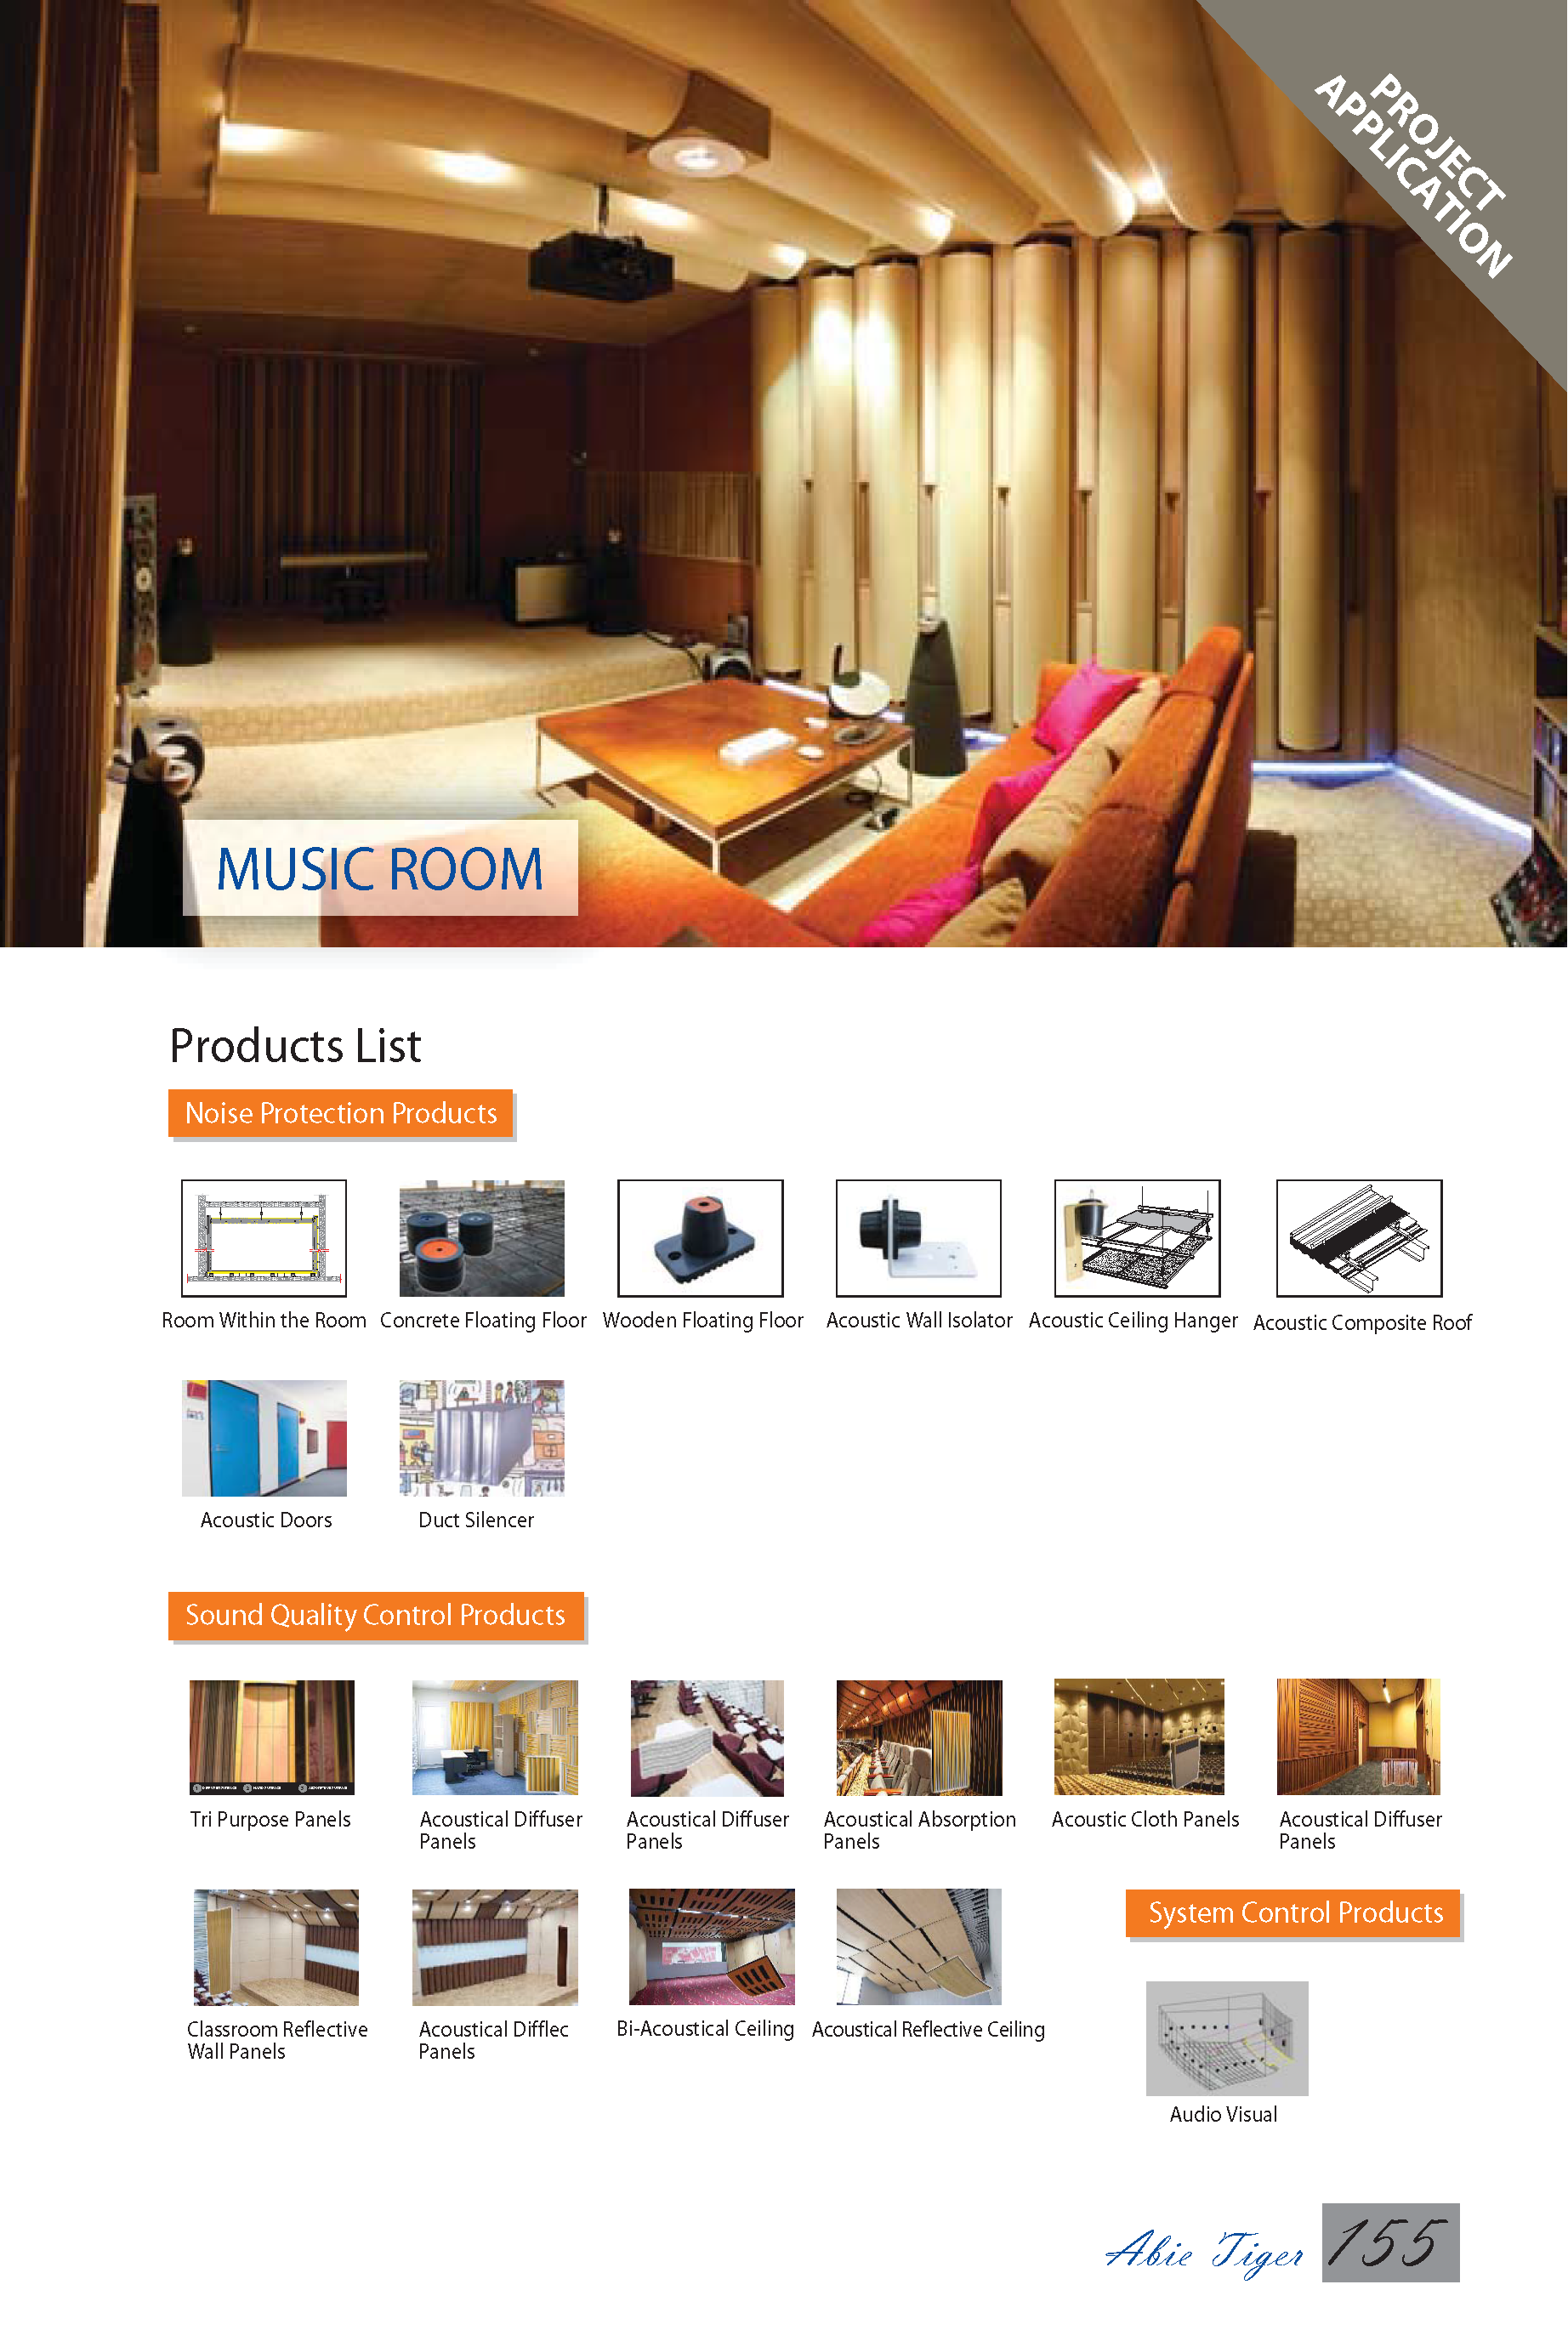 PROJECT
APPLICATION
MUSIC ROOM
Products List
Noise Protection Products
Room Within the Room
Concrete Floating Floor
Wooden Floating Floor
Acoustic Wall Isolator
Acoustic Ceiling Hanger
Acoustic Composite Roof
Acoustic Doors
Duct Silencer
Sound Quality Control Products
Tri Purpose Panels
Acoustical Diffuser
Panels
Acoustical Diffuser
Panels
Acoustical Absorption
Panels
Acoustic Cloth Panels
Acoustical Diffuser
Panels
Classroom Reflective
Wall Panels
Acoustical Difflec
Panels
Bi-Acoustical Ceiling
Acoustical Reflective Ceiling
System Control Products
Audio Visual
Abie Tiger 155